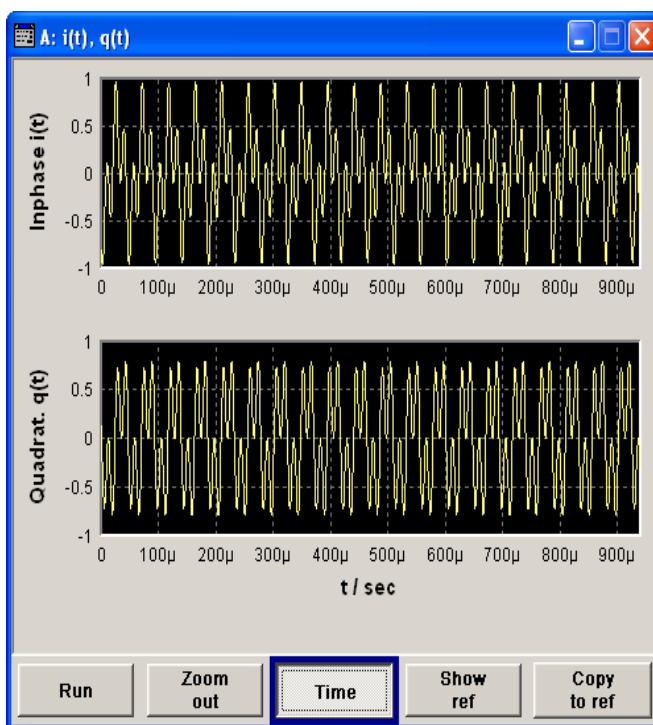 A: i(t), q(t)
Inphase i(t)
1
0.5
0
-0.5
-1
0 100µ 200µ 300µ 400µ 500µ 600µ 700µ 800µ 900µ
Quadrat. q(t)
1
0.5
0
-0.5
-1
0 100µ 200µ 300µ 400µ 500µ 600µ 700µ 800µ 900µ
t / sec
Run
Zoom
out
Time
Show
ref
Copy
to ref